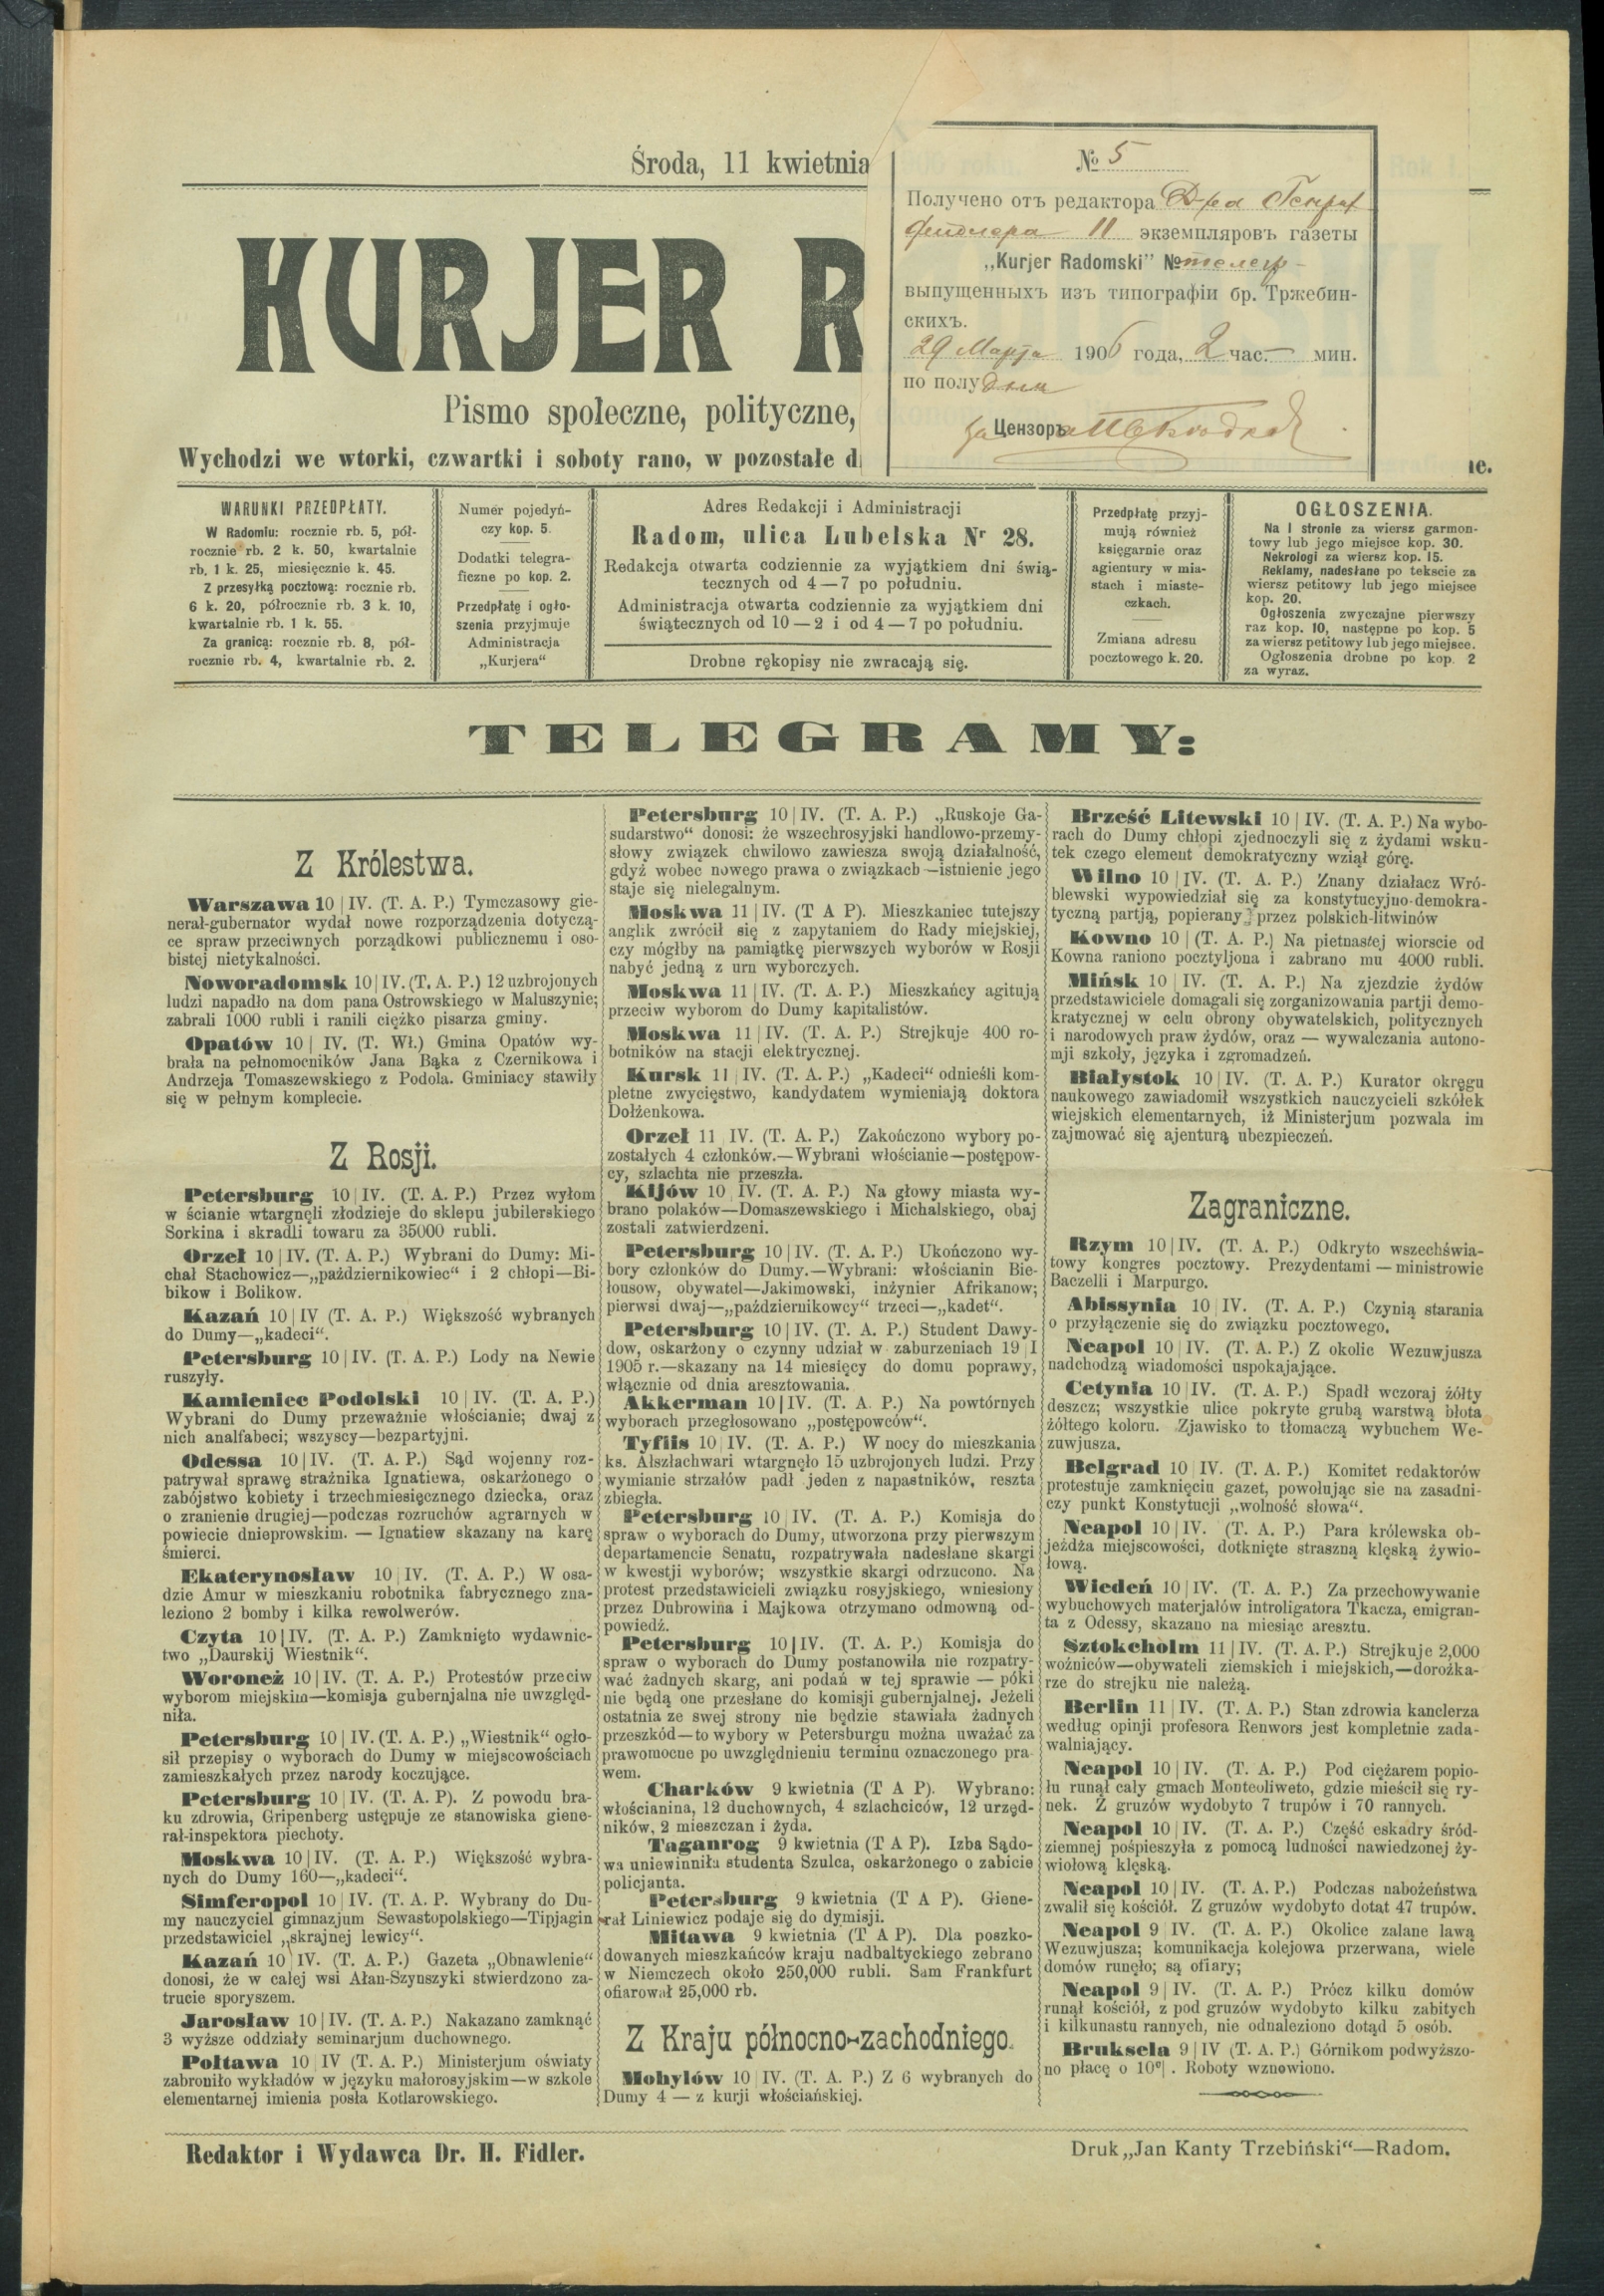 Środa, 11 kwietnia
KURJER R
Pismo społeczne, polityczne,
Wychodzi we wtorki, czwartki i soboty rano, w pozostałe d
ie.
№ 5
Получено отъ редактора Д-ра Генрих
Фидлера 11 экземпляровъ газеты
„Kurjer Radomski” № телегр-
выпущенныхъ изъ типографіи бр. Тржебин-
скихъ.
29 Марта 1906 года, 2 час. — мин.
по полудни
за Цензоръ
WARUNKI PRZEDPŁATY.
W Radomiu: rocznie rb. 5, pół-
rocznie rb. 2 k. 50, kwartalnie
rb. 1 k. 25, miesięcznie k. 45.
Z przesyłką pocztową: rocznie rb.
6 k. 20, półrocznie rb. 3 k. 10,
kwartalnie rb. 1 k. 55.
Za granicą: rocznie rb. 8, pół-
rocznie rb. 4, kwartalnie rb. 2.
Numer pojedyń-
czy kop. 5.
Dodatki telegra-
ficzne po kop. 2.
Przedpłatę i ogło-
szenia przyjmuje
Administracja
„Kurjera“
Adres Redakcji i Administracji
Radom, ulica Lubelska Nr 28.
Redakcja otwarta codziennie za wyjątkiem dni świą-
tecznych od 4—7 po południu.
Administracja otwarta codziennie za wyjątkiem dni
świątecznych od 10—2 i od 4—7 po południu.
Drobne rękopisy nie zwracają się.
Przedpłatę przyj-
mują również
księgarnie oraz
agientury w mia-
stach i miaste-
czkach.
Zmiana adresu
pocztowego k. 20.
OGŁOSZENIA.
Na I stronie za wiersz garmon-
towy lub jego miejsce kop. 30.
Nekrologi za wiersz kop. 15.
Reklamy, nadesłane po tekscie za
wiersz petitowy lub jego miejsce
kop. 20.
Ogłoszenia zwyczajne pierwszy
raz kop. 10, następne po kop. 5
za wiersz petitowy lub jego miejsce.
Ogłoszenia drobne po kop. 2
za wyraz.
TELEGRAMY:
Z Królestwa.
Warszawa 10|IV. (T. A. P.) Tymczasowy gie-
nerał-gubernator wydał nowe rozporządzenia dotyczą-
ce spraw przeciwnych porządkowi publicznemu i oso-
bistej nietykalności.
Noworadomsk 10|IV. (T. A. P.) 12 uzbrojonych
ludzi napadło na dom pana Ostrowskiego w Maluszynie;
zabrali 1000 rubli i ranili ciężko pisarza gminy.
Opatów 10| IV. (T. Wł.) Gmina Opatów wy-
brała na pełnomocników Jana Bąka z Czernikowa i
Andrzeja Tomaszewskiego z Podola. Gminiacy stawiły
się w pełnym komplecie.
Z Rosji.
Petersburg 10|IV. (T. A. P.) Przez wyłom
w ścianie wtargnęli złodzieje do sklepu jubilerskiego
Sorkina i skradli towaru za 35000 rubli.
Orzeł 10|IV. (T. A. P.) Wybrani do Dumy: Mi-
chał Stachowicz—„październikowiec“ i 2 chłopi—Bi-
bikow i Bolikow.
Kazań 10|IV (T. A. P.) Większość wybranych
do Dumy—„kadeci“.
Petersburg 10|IV. (T. A. P.) Lody na Newie
ruszyły.
Kamieniec Podolski 10|IV. (T. A. P.)
Wybrani do Dumy przeważnie włościanie; dwaj z
nich analfabeci; wszyscy—bezpartyjni.
Odessa 10|IV. (T. A. P.) Sąd wojenny roz-
patrywał sprawę strażnika Ignatiewa, oskarżonego o
zabójstwo kobiety i trzechmiesięcznego dziecka, oraz
o zranienie drugiej—podczas rozruchów agrarnych w
powiecie dnieprowskim. — Ignatiew skazany na karę
śmierci.
Ekaterynosław 10|IV. (T. A. P.) W osa-
dzie Amur w mieszkaniu robotnika fabrycznego zna-
leziono 2 bomby i kilka rewolwerów.
Czyta 10|IV. (T. A. P.) Zamknięto wydawnic-
two „Daurskij Wiestnik“.
Woroneż 10|IV. (T. A. P.) Protestów przeciw
wyborom miejskim—komisja gubernjalna nie uwzględ-
niła.
Petersburg 10|IV. (T. A. P.) „Wiestnik“ ogło-
sił przepisy o wyborach do Dumy w miejscowościach
zamieszkałych przez narody koczujące.
Petersburg 10|IV. (T. A. P). Z powodu bra-
ku zdrowia, Gripenberg ustępuje ze stanowiska giene-
rał-inspektora piechoty.
Moskwa 10|IV. (T. A. P.) Większość wybra-
nych do Dumy 160—„kadeci“.
Simferopol 10|IV. (T. A. P. Wybrany do Du-
my nauczyciel gimnazjum Sewastopolskiego—Tipjagin
przedstawiciel „skrajnej lewicy“.
Kazań 10|IV. (T. A. P.) Gazeta „Obnawlenie“
donosi, że w całej wsi Ałan-Szynszyki stwierdzono za-
trucie sporyszem.
Jarosław 10|IV. (T. A. P.) Nakazano zamknąć
3 wyższe oddziały seminarjum duchownego.
Połtawa 10 IV (T. A. P.) Ministerjum oświaty
zabroniło wykładów w języku małorosyjskim—w szkole
elementarnej imienia posła Kotlarowskiego.
Petersburg 10|IV. (T. A. P.) „Ruskoje Ga-
sudarstwo“ donosi: że wszechrosyjski handlowo-przemy-
słowy związek chwilowo zawiesza swoją działalność,
gdyż wobec nowego prawa o związkach—istnienie jego
staje się nielegalnym.
Moskwa 11|IV. (T A P). Mieszkaniec tutejszy
anglik zwrócił się z zapytaniem do Rady miejskiej,
czy mógłby na pamiątkę pierwszych wyborów w Rosji
nabyć jedną z urn wyborczych.
Moskwa 11|IV. (T. A. P.) Mieszkańcy agitują
przeciw wyborom do Dumy kapitalistów.
Moskwa 11|IV. (T. A. P.) Strejkuje 400 ro-
botników na stacji elektrycznej.
Kursk 11|IV. (T. A. P.) „Kadeci“ odnieśli kom-
pletne zwycięstwo, kandydatem wymieniają doktora
Dołżenkowa.
Orzeł 11 IV. (T. A. P.) Zakończono wybory po-
zostałych 4 członków.—Wybrani włościanie—postępow-
cy, szlachta nie przeszła.
Kijów 10 IV. (T. A. P.) Na głowy miasta wy-
brano polaków—Domaszewskiego i Michalskiego, obaj
zostali zatwierdzeni.
Petersburg 10|IV. (T. A. P.) Ukończono wy-
bory członków do Dumy.—Wybrani: włościanin Bie-
łousow, obywatel—Jakimowski, inżynier Afrikanow;
pierwsi dwaj—„październikowcy“ trzeci—„kadet“.
Petersburg 10|IV. (T. A. P.) Student Dawy-
dow, oskarżony o czynny udział w zaburzeniach 19|I
1905 r.—skazany na 14 miesięcy do domu poprawy,
włącznie od dnia aresztowania.
Akkerman 10|IV. (T. A. P.) Na powtórnych
wyborach przegłosowano „postępowców“.
Tyflis 10|IV. (T. A. P.) W nocy do mieszkania
ks. Alszłachwari wtargnęło 15 uzbrojonych ludzi. Przy
wymianie strzałów padł jeden z napastników, reszta
zbiegła.
Petersburg 10|IV. (T. A. P.) Komisja do
spraw o wyborach do Dumy, utworzona przy pierwszym
departamencie Senatu, rozpatrywała nadesłane skargi
w kwestji wyborów; wszystkie skargi odrzucono. Na
protest przedstawicieli związku rosyjskiego, wniesiony
przez Dubrowina i Majkowa otrzymano odmowną od-
powiedź.
Petersburg 10|IV. (T. A. P.) Komisja do
spraw o wyborach do Dumy postanowiła nie rozpatry-
wać żadnych skarg, ani podań w tej sprawie — póki
nie będą one przesłane do komisji gubernjalnej. Jeżeli
ostatnia ze swej strony nie będzie stawiała żadnych
przeszkód—to wybory w Petersburgu można uważać za
prawomocne po uwzględnieniu terminu oznaczonego pra-
wem.
Charków 9 kwietnia (T A P). Wybrano:
włościanina, 12 duchownych, 4 szlachciców, 12 urzęd-
ników, 2 mieszczan i żyda.
Taganrog 9 kwietnia (T A P). Izba Sądo-
wa uniewinniła studenta Szulca, oskarżonego o zabicie
policjanta.
Petersburg 9 kwietnia (T A P). Giene-
rał Liniewicz podaje się do dymisji.
Mitawa 9 kwietnia (T A P). Dla poszko-
dowanych mieszkańców kraju nadbaltyckiego zebrano
w Niemczech około 250,000 rubli. Sam Frankfurt
ofiarował 25,000 rb.
Z Kraju północno-zachodniego.
Mohylów 10|IV. (T. A. P.) Z 6 wybranych do
Dumy 4 — z kurji włościańskiej.
Brześć Litewski 10|IV. (T. A. P.) Na wybo-
rach do Dumy chłopi zjednoczyli się z żydami wsku-
tek czego element demokratyczny wziął górę.
Wilno 10|IV. (T. A. P.) Znany działacz Wró-
blewski wypowiedział się za konstytucyjno-demokra-
tyczną partją, popierany przez polskich-litwinów
Kowno 10|(T. A. P.) Na pietnastej wiorscie od
Kowna raniono pocztyljona i zabrano mu 4000 rubli.
Mińsk 10|IV. (T. A. P.) Na zjezdzie żydów
przedstawiciele domagali się zorganizowania partji demo-
kratycznej w celu obrony obywatelskich, politycznych
i narodowych praw żydów, oraz — wywalczania autono-
mji szkoły, języka i zgromadzeń.
Białystok 10|IV. (T. A. P.) Kurator okręgu
naukowego zawiadomił wszystkich nauczycieli szkółek
wiejskich elementarnych, iż Ministerjum pozwala im
zajmować się ajenturą ubezpieczeń.
Zagraniczne.
Rzym 10|IV. (T. A. P.) Odkryto wszechświa-
towy kongres pocztowy. Prezydentami — ministrowie
Baczelli i Marpurgo.
Abissynia 10|IV. (T. A. P.) Czynią starania
o przyłączenie się do związku pocztowego.
Neapol 10|IV. (T. A. P.) Z okolic Wezuwjusza
nadchodzą wiadomości uspokajające.
Cetynia 10|IV. (T. A. P.) Spadł wczoraj żółty
deszcz; wszystkie ulice pokryte grubą warstwą błota
żółtego koloru. Zjawisko to tłomaczą wybuchem We-
zuwjusza.
Belgrad 10|IV. (T. A. P.) Komitet redaktorów
protestuje zamknięciu gazet, powołując sie na zasadni-
czy punkt Konstytucji „wolność słowa“.
Neapol 10|IV. (T. A. P.) Para królewska ob-
jeżdża miejscowości, dotknięte straszną klęską żywio-
łową.
Wiedeń 10|IV. (T. A. P.) Za przechowywanie
wybuchowych materjałów introligatora Tkacza, emigran-
ta z Odessy, skazano na miesiąc aresztu.
Sztokcholm 11|IV. (T. A. P.) Strejkuje 2,000
woźniców—obywateli ziemskich i miejskich,—dorożka-
rze do strejku nie należą.
Berlin 11|IV. (T. A. P.) Stan zdrowia kanclerza
według opinji profesora Renwors jest kompletnie zada-
walniający.
Neapol 10|IV. (T. A. P.) Pod ciężarem popio-
łu runął cały gmach Monteoliweto, gdzie mieścił się ry-
nek. Z gruzów wydobyto 7 trupów i 70 rannych.
Neapol 10|IV. (T. A. P.) Część eskadry śród-
ziemnej pośpieszyła z pomocą ludności nawiedzonej ży-
wiołową klęską.
Neapol 10|IV. (T. A. P.) Podczas nabożeństwa
zwalił się kościół. Z gruzów wydobyto dotat 47 trupów.
Neapol 9|IV. (T. A. P.) Okolice zalane lawą
Wezuwjusza; komunikacja kolejowa przerwana, wiele
domów runęło; są ofiary;
Neapol 9|IV. (T. A. P.) Prócz kilku domów
runął kościół, z pod gruzów wydobyto kilku zabitych
i kilkunastu rannych, nie odnaleziono dotąd 5 osób.
Bruksela 9|IV (T. A. P.) Górnikom podwyższo-
no płacę o 10°|. Roboty wznowiono.
Redaktor i Wydawca Dr. H. Fidler.
Druk „Jan Kanty Trzebiński“—Radom.